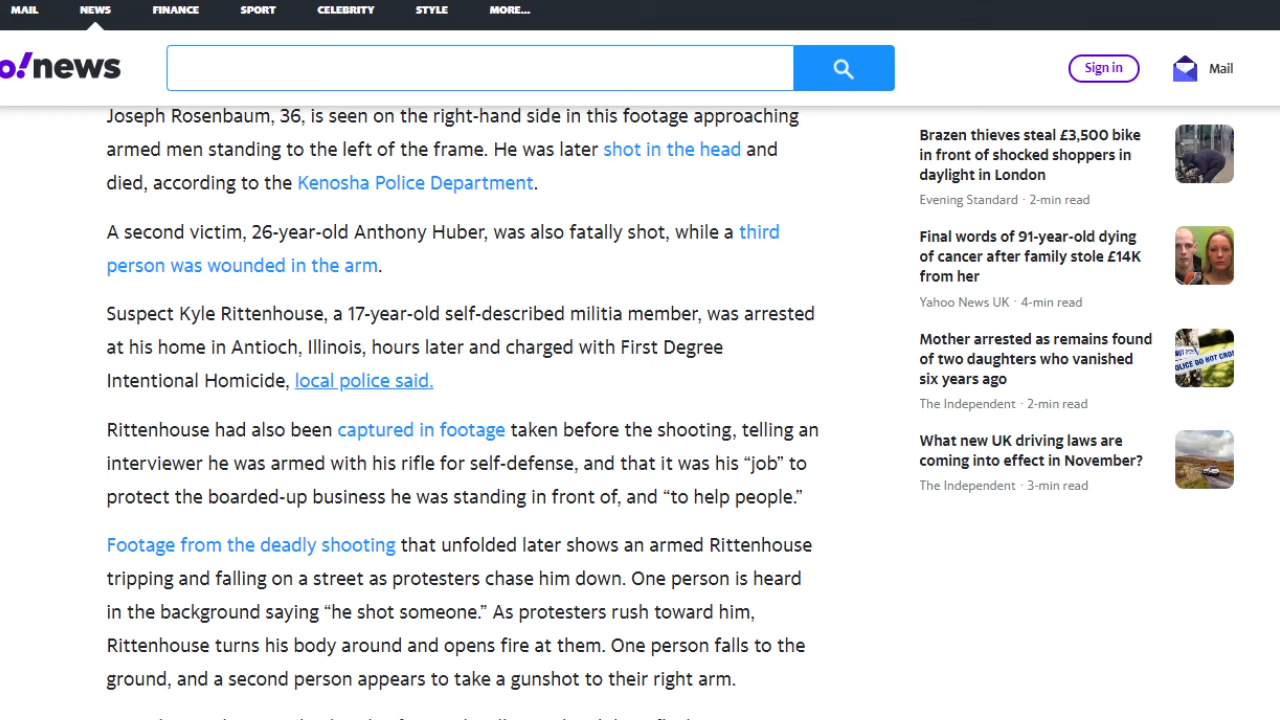 MAIL NEWS FINANCE SPORT CELEBRITY STYLE MORE...
o!news
Sign in
Mail
Joseph Rosenbaum, 36, is seen on the right-hand side in this footage approaching
armed men standing to the left of the frame. He was later shot in the head and
died, according to the Kenosha Police Department.
A second victim, 26-year-old Anthony Huber, was also fatally shot, while a third
person was wounded in the arm.
Suspect Kyle Rittenhouse, a 17-year-old self-described militia member, was arrested
at his home in Antioch, Illinois, hours later and charged with First Degree
Intentional Homicide, local police said.
Rittenhouse had also been captured in footage taken before the shooting, telling an
interviewer he was armed with his rifle for self-defense, and that it was his “job” to
protect the boarded-up business he was standing in front of, and “to help people.”
Footage from the deadly shooting that unfolded later shows an armed Rittenhouse
tripping and falling on a street as protesters chase him down. One person is heard
in the background saying “he shot someone.” As protesters rush toward him,
Rittenhouse turns his body around and opens fire at them. One person falls to the
ground, and a second person appears to take a gunshot to their right arm.
Brazen thieves steal £3,500 bike
in front of shocked shoppers in
daylight in London
Evening Standard · 2-min read
Final words of 91-year-old dying
of cancer after family stole £14K
from her
Yahoo News UK · 4-min read
Mother arrested as remains found
of two daughters who vanished
six years ago
The Independent · 2-min read
POLICE DO NOT CROS
What new UK driving laws are
coming into effect in November?
The Independent · 3-min read